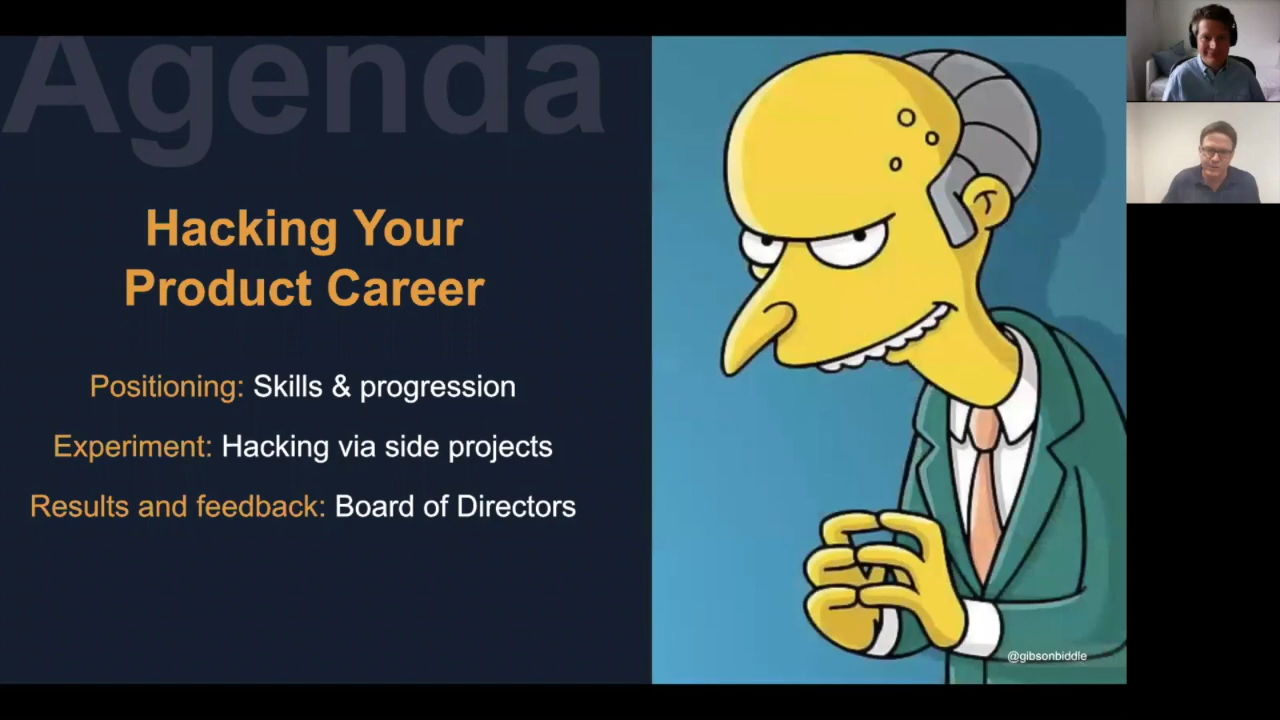 Agenda
Hacking Your
Product Career
Positioning: Skills & progression
Experiment: Hacking via side projects
Results and feedback: Board of Directors
@gibsonbiddle